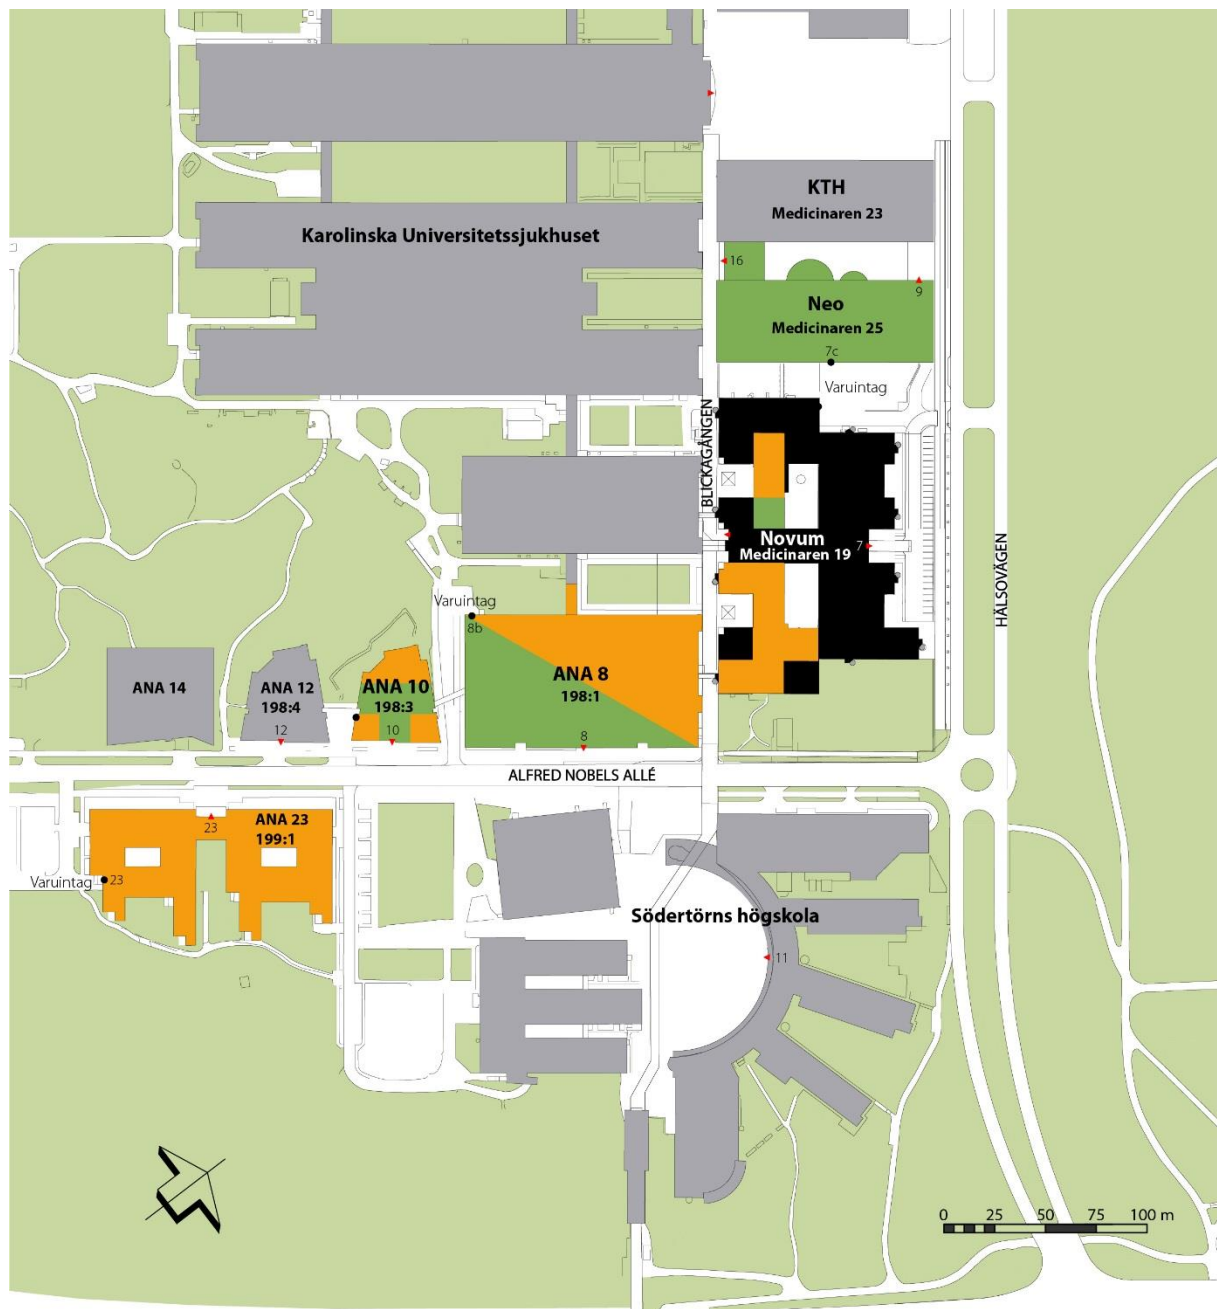 KTH
Medicinaren 23
Karolinska Universitetssjukhuset
16
9
Neo
Medicinaren 25
7c
Varuintag
BLICKAGÅNGEN
Novum
7
Medicinaren 19
HÄLSOVÄGEN
Varuintag
8b
ANA 14
ANA 12
198:4
12
ANA 10
198:3
10
ANA 8
198:1
8
ALFRED NOBELS ALLÉ
ANA 23
199:1
23
Varuintag
23
Södertörns högskola
11
0 25 50 75 100 m